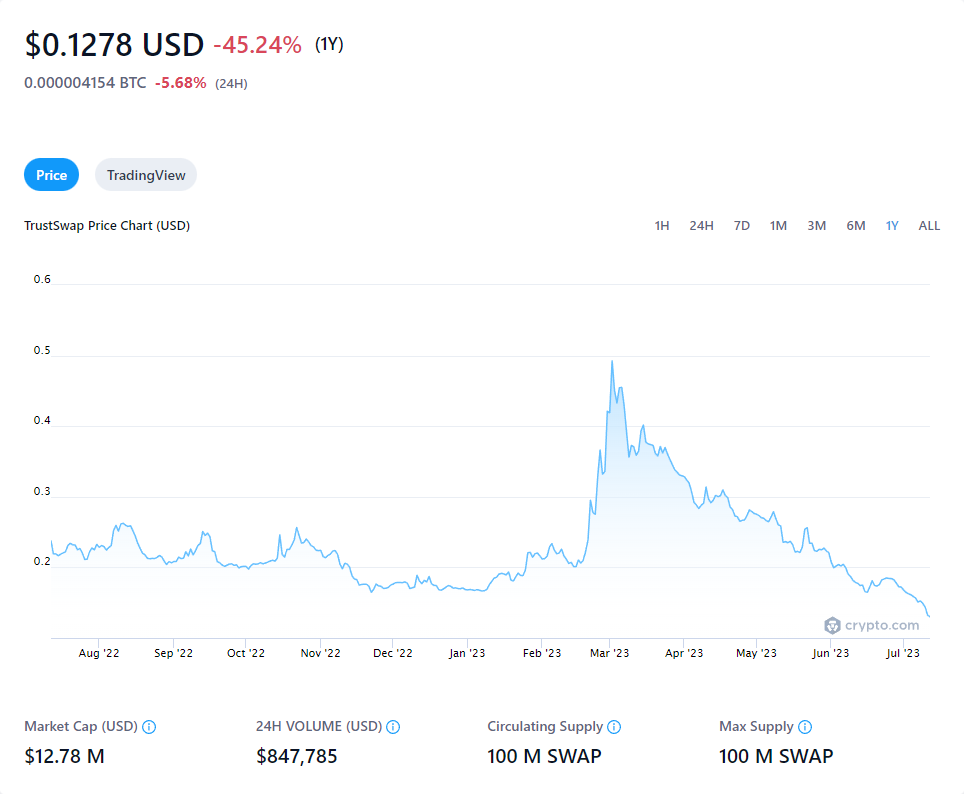 $0.1278 USD -45.24% (1Y)
0.000004154 BTC -5.68% (24H)
Price TradingView
TrustSwap Price Chart (USD) 1H 24H 7D 1M 3M 6M 1Y ALL
0.6
0.5
0.4
0.3
0.2
crypto.com
Aug '22 Sep '22 Oct '22 Nov '22 Dec '22 Jan '23 Feb '23 Mar '23 Apr '23 May '23 Jun '23 Jul '23
Market Cap (USD) 24H VOLUME (USD) Circulating Supply Max Supply
$12.78 M $847,785 100 M SWAP 100 M SWAP